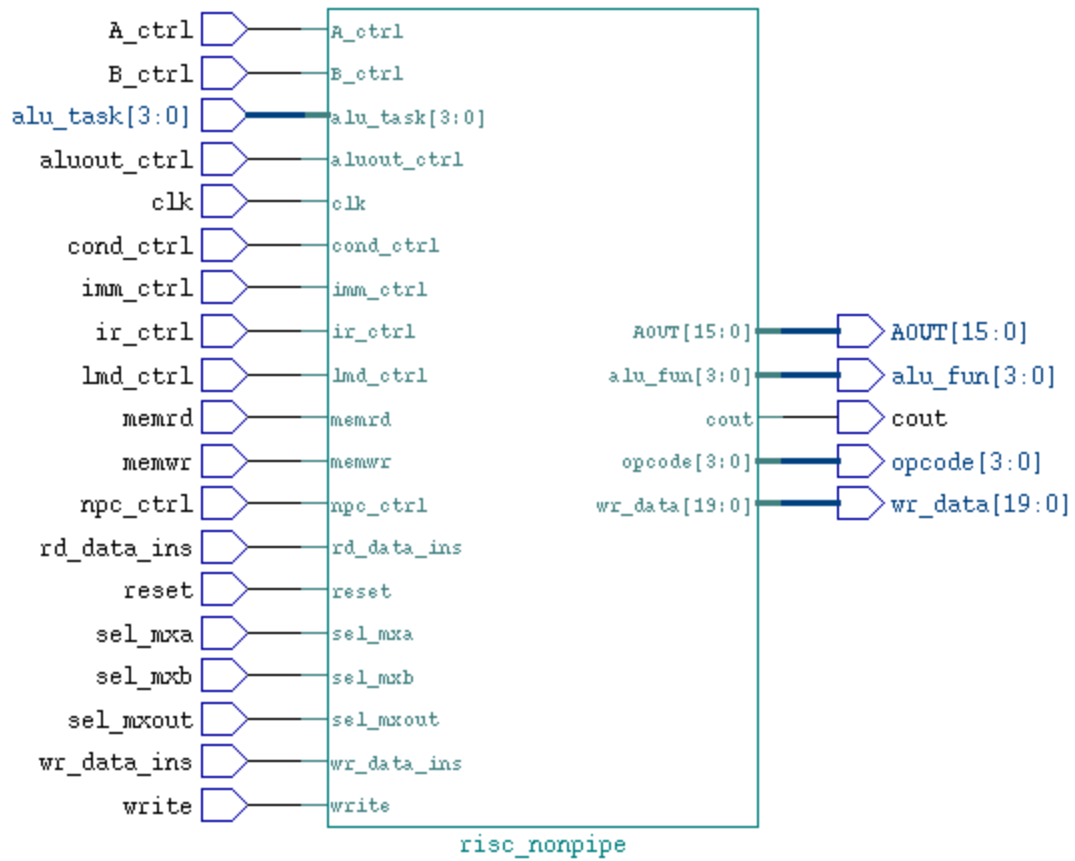 A_ctrl A_ctrl
B_ctrl B_ctrl
alu_task[3:0] alu_task[3:0]
aluout_ctrl aluout_ctrl
clk clk
cond_ctrl cond_ctrl
imm_ctrl imm_ctrl
ir_ctrl ir_ctrl AOUT[15:0] AOUT[15:0]
lmd_ctrl lmd_ctrl alu_fun[3:0] alu_fun[3:0]
memrd memrd cout cout
memwr memwr opcode[3:0] opcode[3:0]
npc_ctrl npc_ctrl wr_data[19:0] wr_data[19:0]
rd_data_ins rd_data_ins
reset reset
sel_mxa sel_mxa
sel_mxb sel_mxb
sel_mxout sel_mxout
wr_data_ins wr_data_ins
write write
risc_nonpipe